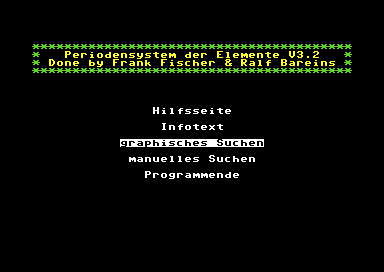 ****************************************
* Periodensystem der Elemente V3.2 *
* Done by Frank Fischer & Ralf Bareins *
****************************************
Hilfsseite
Infotext
graphisches Suchen
manuelles Suchen
Programmende